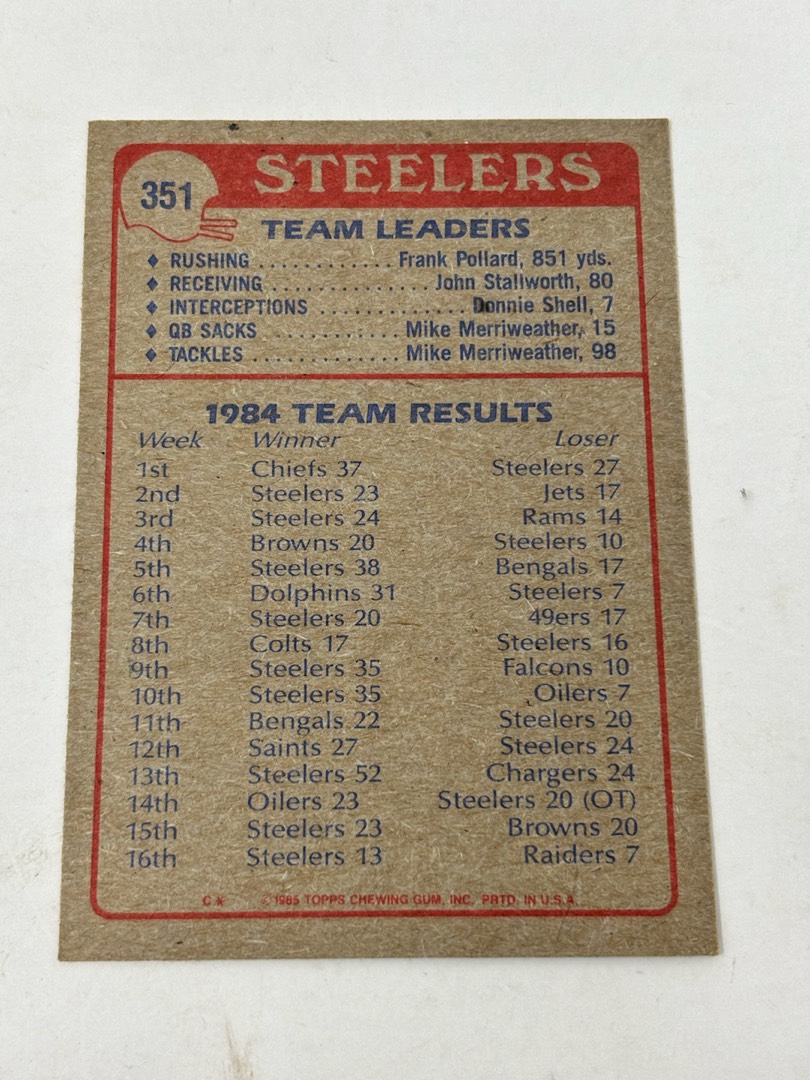 351
STEELERS
TEAM LEADERS
♦ RUSHING . . . . . . . . . . . . Frank Pollard, 851 yds.
♦ RECEIVING . . . . . . . . . . . . . . . John Stallworth, 80
♦ INTERCEPTIONS . . . . . . . . . . . . . Donnie Shell, 7
♦ QB SACKS . . . . . . . . . . . . . Mike Merriweather, 15
♦ TACKLES . . . . . . . . . . . . . Mike Merriweather, 98
1984 TEAM RESULTS
Week Winner Loser
1st Chiefs 37 Steelers 27
2nd Steelers 23 Jets 17
3rd Steelers 24 Rams 14
4th Browns 20 Steelers 10
5th Steelers 38 Bengals 17
6th Dolphins 31 Steelers 7
7th Steelers 20 49ers 17
8th Colts 17 Steelers 16
9th Steelers 35 Falcons 10
10th Steelers 35 Oilers 7
11th Bengals 22 Steelers 20
12th Saints 27 Steelers 24
13th Steelers 52 Chargers 24
14th Oilers 23 Steelers 20 (OT)
15th Steelers 23 Browns 20
16th Steelers 13 Raiders 7
C * © 1985 TOPPS CHEWING GUM, INC. PRTD. IN U.S.A.